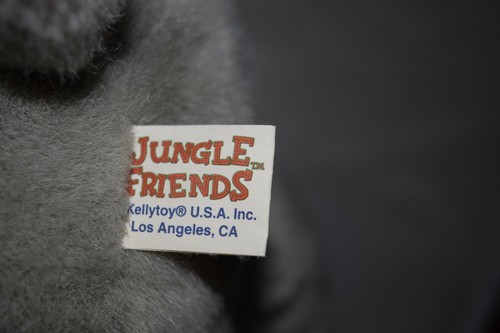 JUNGLE™
FRIENDS
Kellytoy® U.S.A. Inc.
Los Angeles, CA